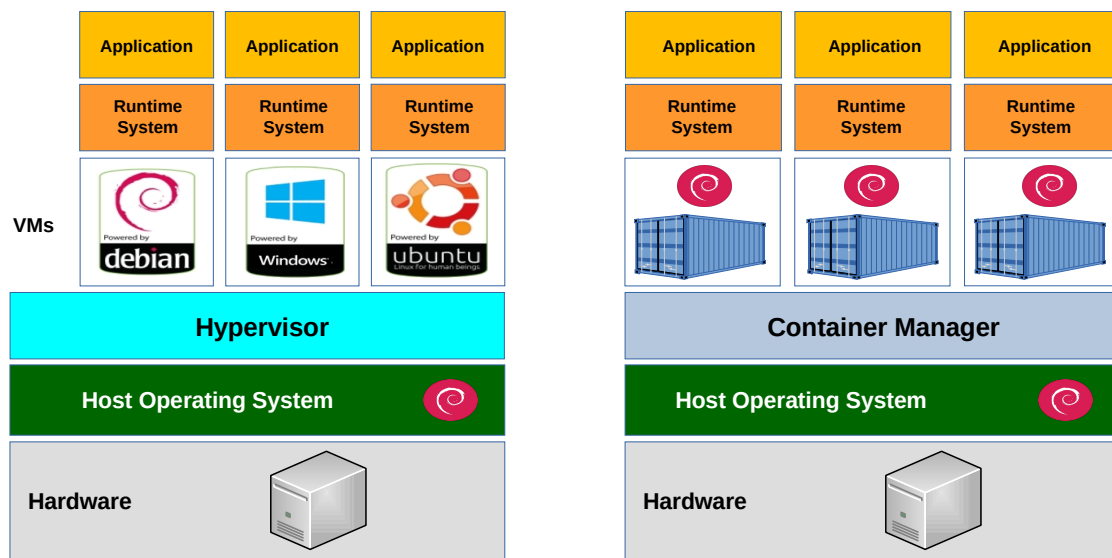 Application
Application
Application
Runtime
System
Runtime
System
Runtime
System
VMs
Powered by
debian
Powered by
Windows
Powered by
ubuntu
Linux for human beings
Hypervisor
Host Operating System
Hardware
Application
Application
Application
Runtime
System
Runtime
System
Runtime
System
Container Manager
Host Operating System
Hardware